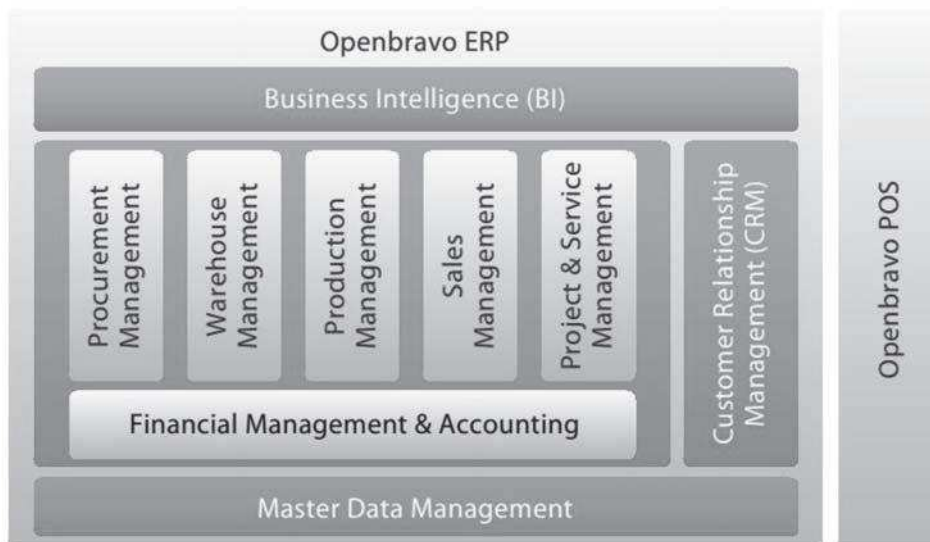 Openbravo ERP
Business Intelligence (BI)
Procurement
Management
Warehouse
Management
Production
Management
Sales
Management
Project & Service
Management
Customer Relationship
Management (CRM)
Openbravo POS
Financial Management & Accounting
Master Data Management